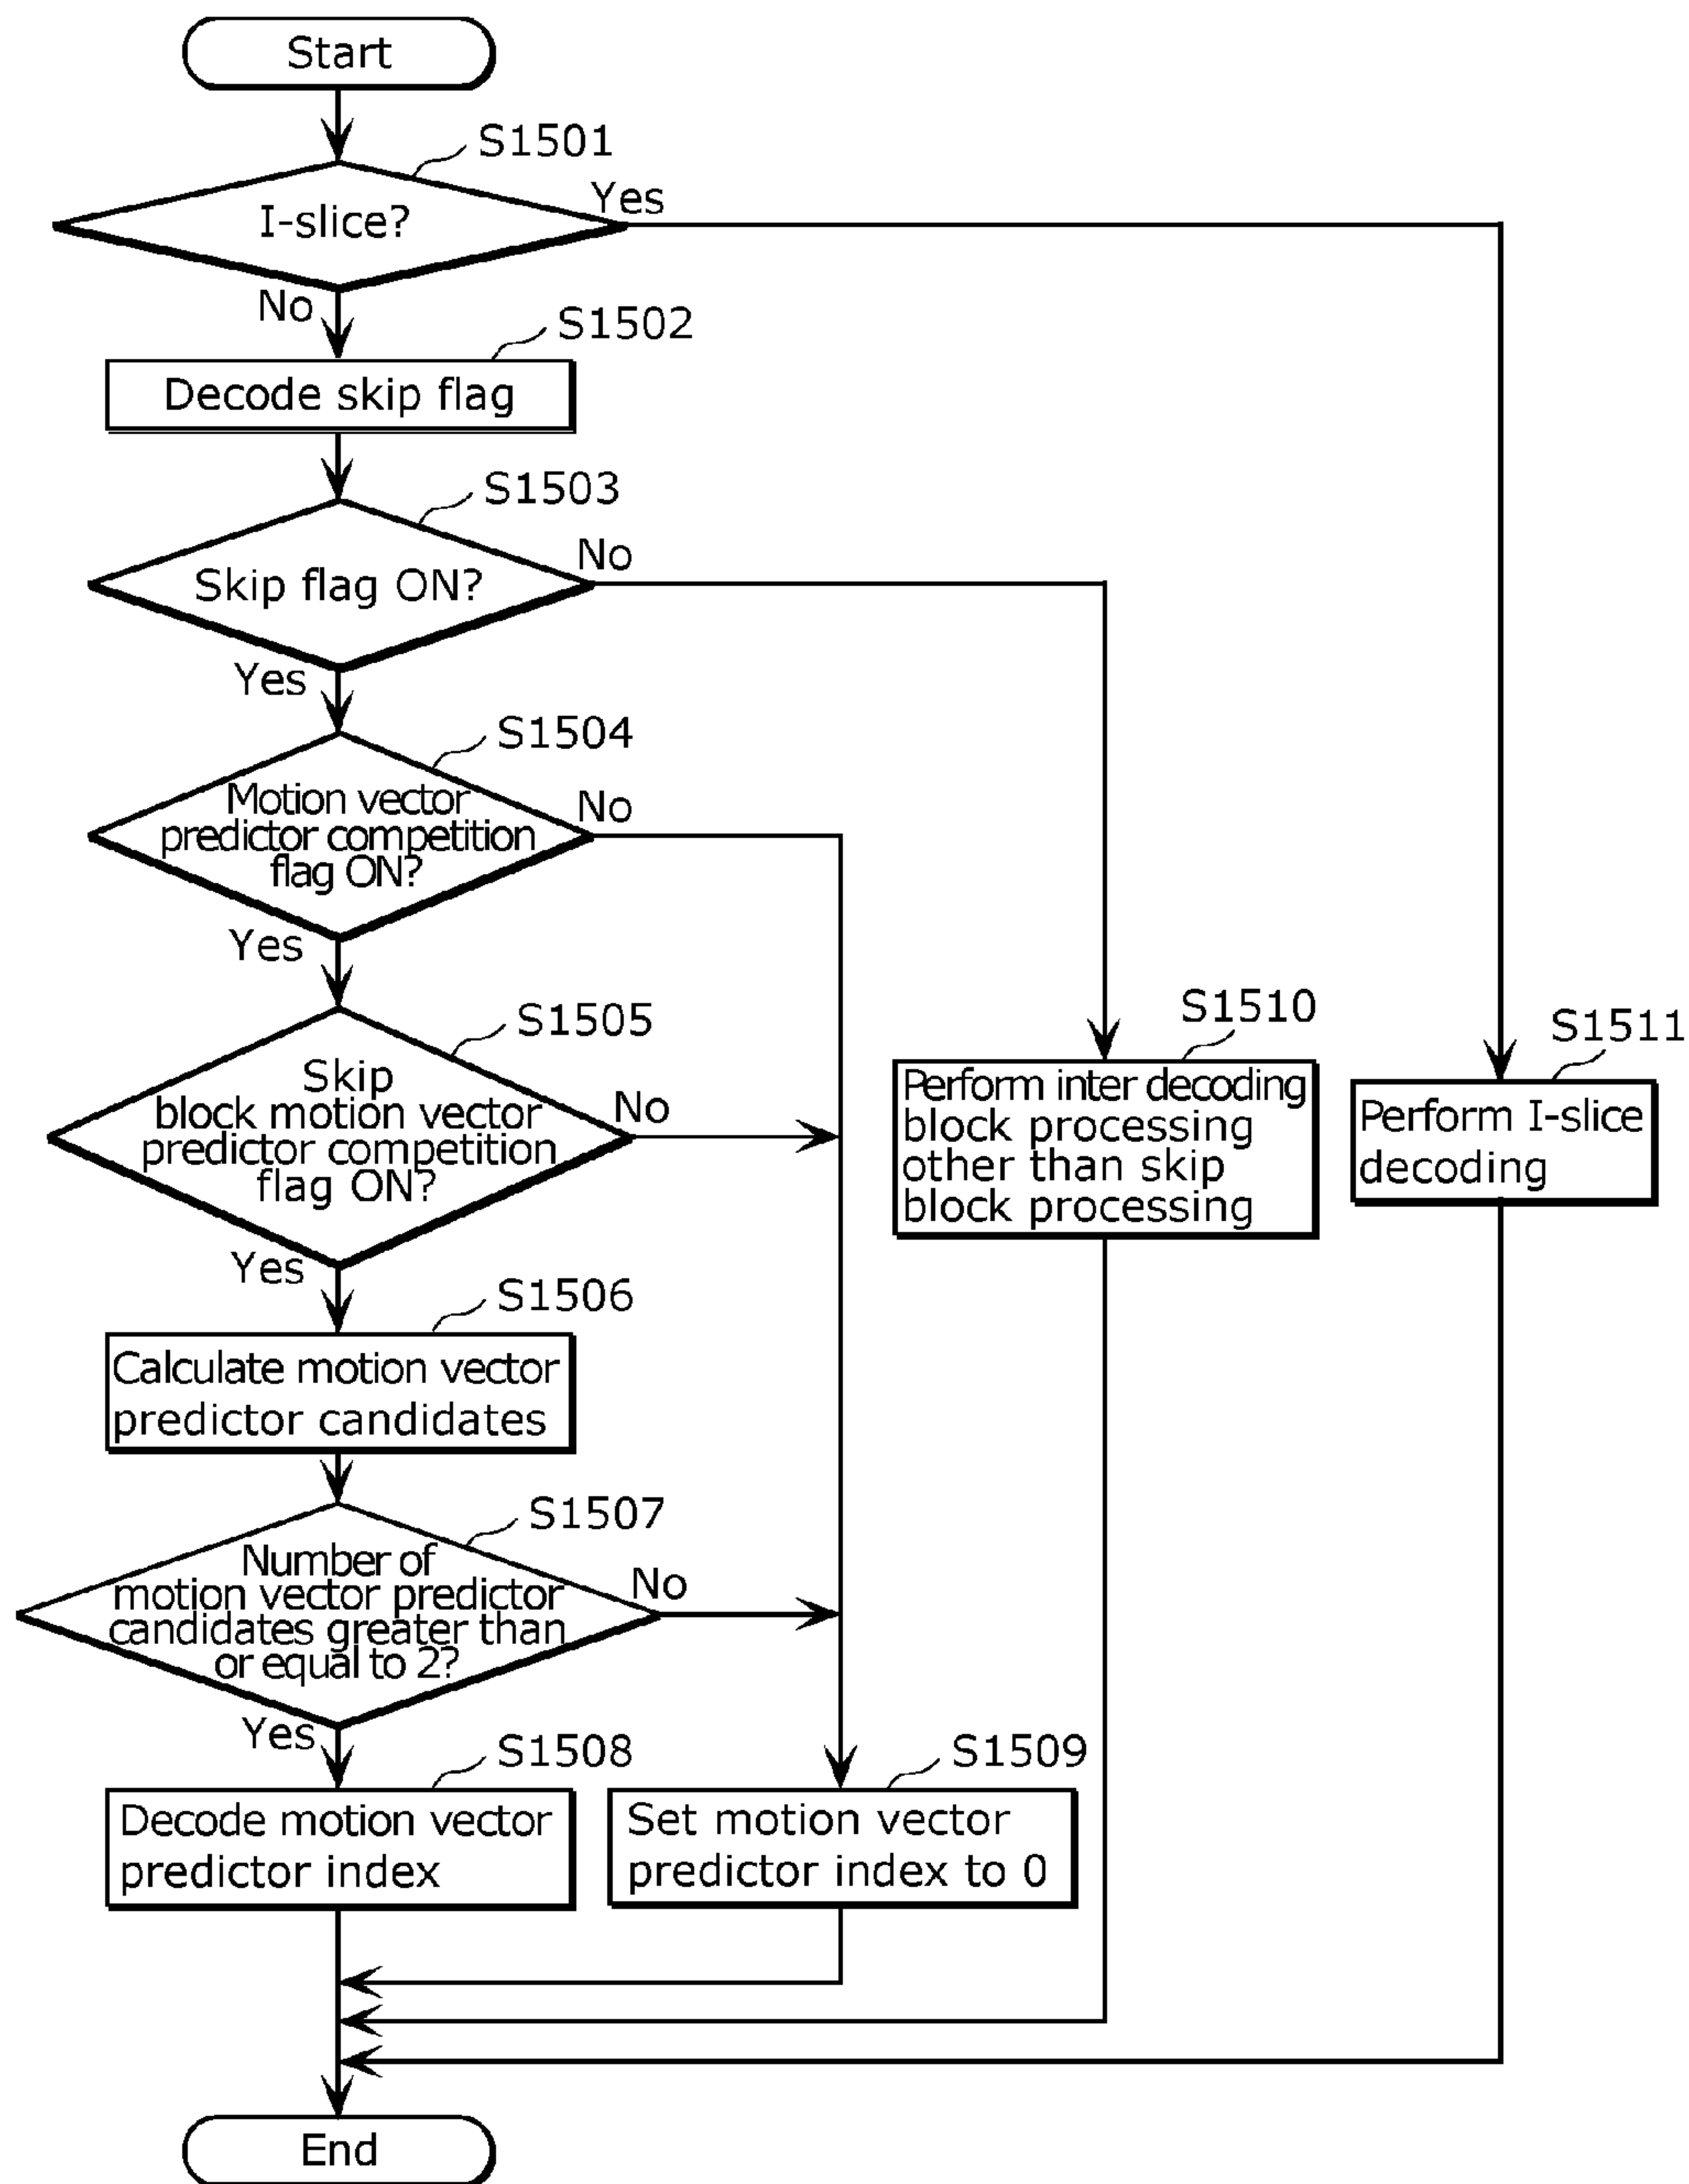 Start
S1501
I-slice?
Yes
No
S1502
Decode skip flag
S1503
Skip flag ON?
No
Yes
S1504
Motion vector
predictor competition
flag ON?
No
Yes
S1505
Skip
block motion vector
predictor competition
flag ON?
No
Yes
S1510
Perform inter decoding
block processing
other than skip
block processing
S1511
Perform I-slice
decoding
S1506
Calculate motion vector
predictor candidates
S1507
Number of
motion vector predictor
candidates greater than
or equal to 2?
No
Yes
S1508
Decode motion vector
predictor index
S1509
Set motion vector
predictor index to 0
End